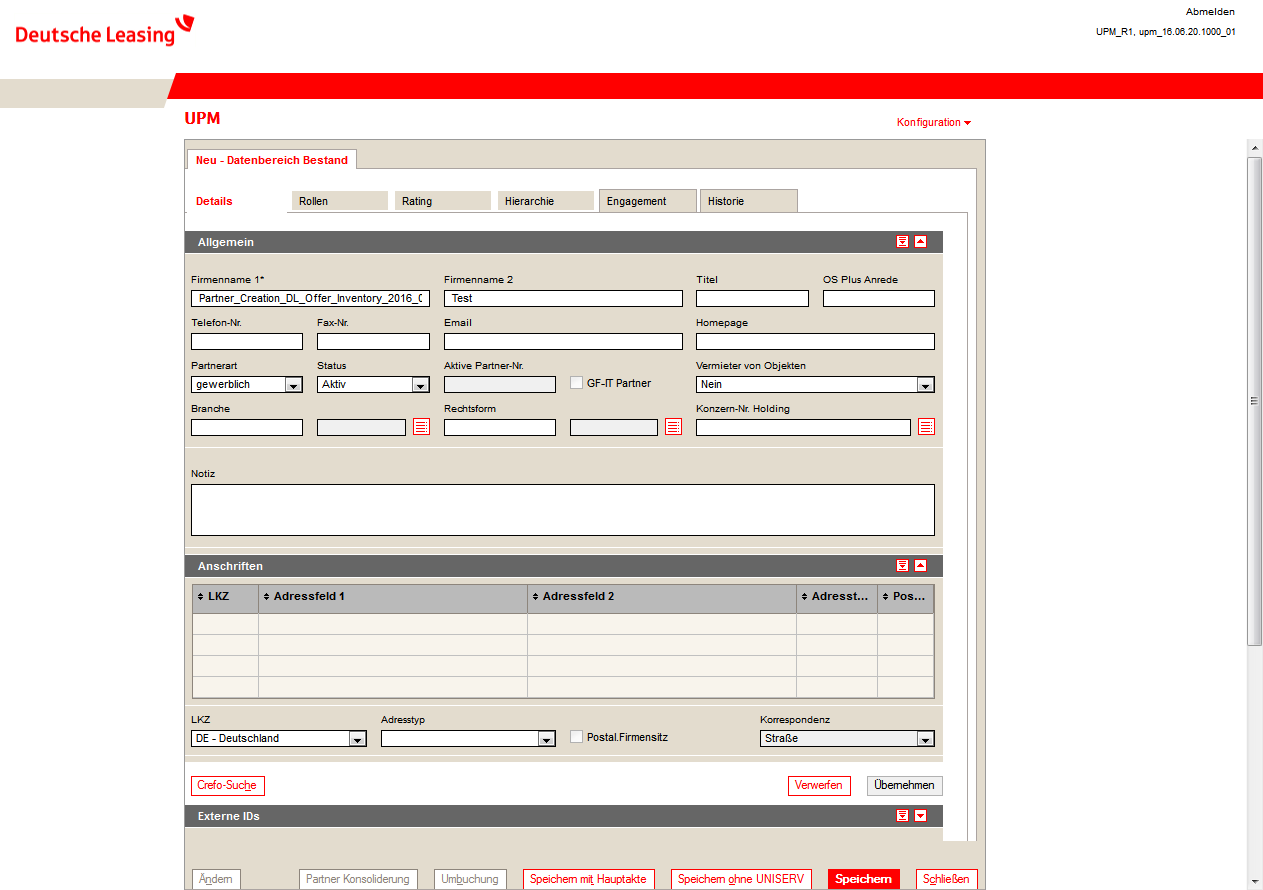 Abmelden
Deutsche Leasing
UPM_R1, upm_16.06.20.1000_01
UPM
Konfiguration
Neu - Datenbereich Bestand
Details Rollen Rating Hierarchie Engagement Historie
Allgemein
Firmenname 1* Firmenname 2 Titel OS Plus Anrede
Partner_Creation_DL_Offer_Inventory_2016_0 Test
Telefon-Nr. Fax-Nr. Email Homepage
Partnerart Status Aktive Partner-Nr. Vermieter von Objekten
gewerblich Aktiv GF-IT Partner Nein
Branche Rechtsform Konzern-Nr. Holding
Notiz
Anschriften
LKZ Adressfeld 1 Adressfeld 2 Adresst... Pos...
LKZ Adresstyp Korrespondenz
DE - Deutschland Postal.Firmensitz Straße
Crefo-Suche Verwerfen Übernehmen
Externe IDs
Ändern Partner Konsoliderung Umbuchung Speichern mit Hauptakte Speichern ohne UNISERV Speichern Schließen